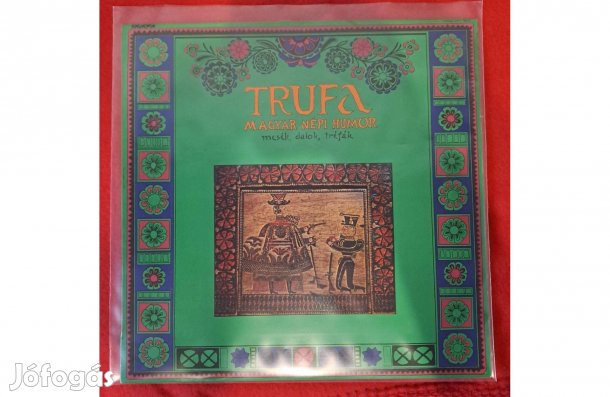 TRUFA
MAGYAR NÉPI HUMOR
mesék, dalok, tréfák
Jófogás